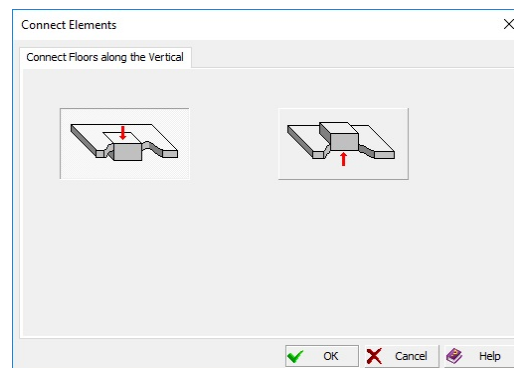 Connect Elements
Connect Floors along the Vertical
OK
Cancel
Help